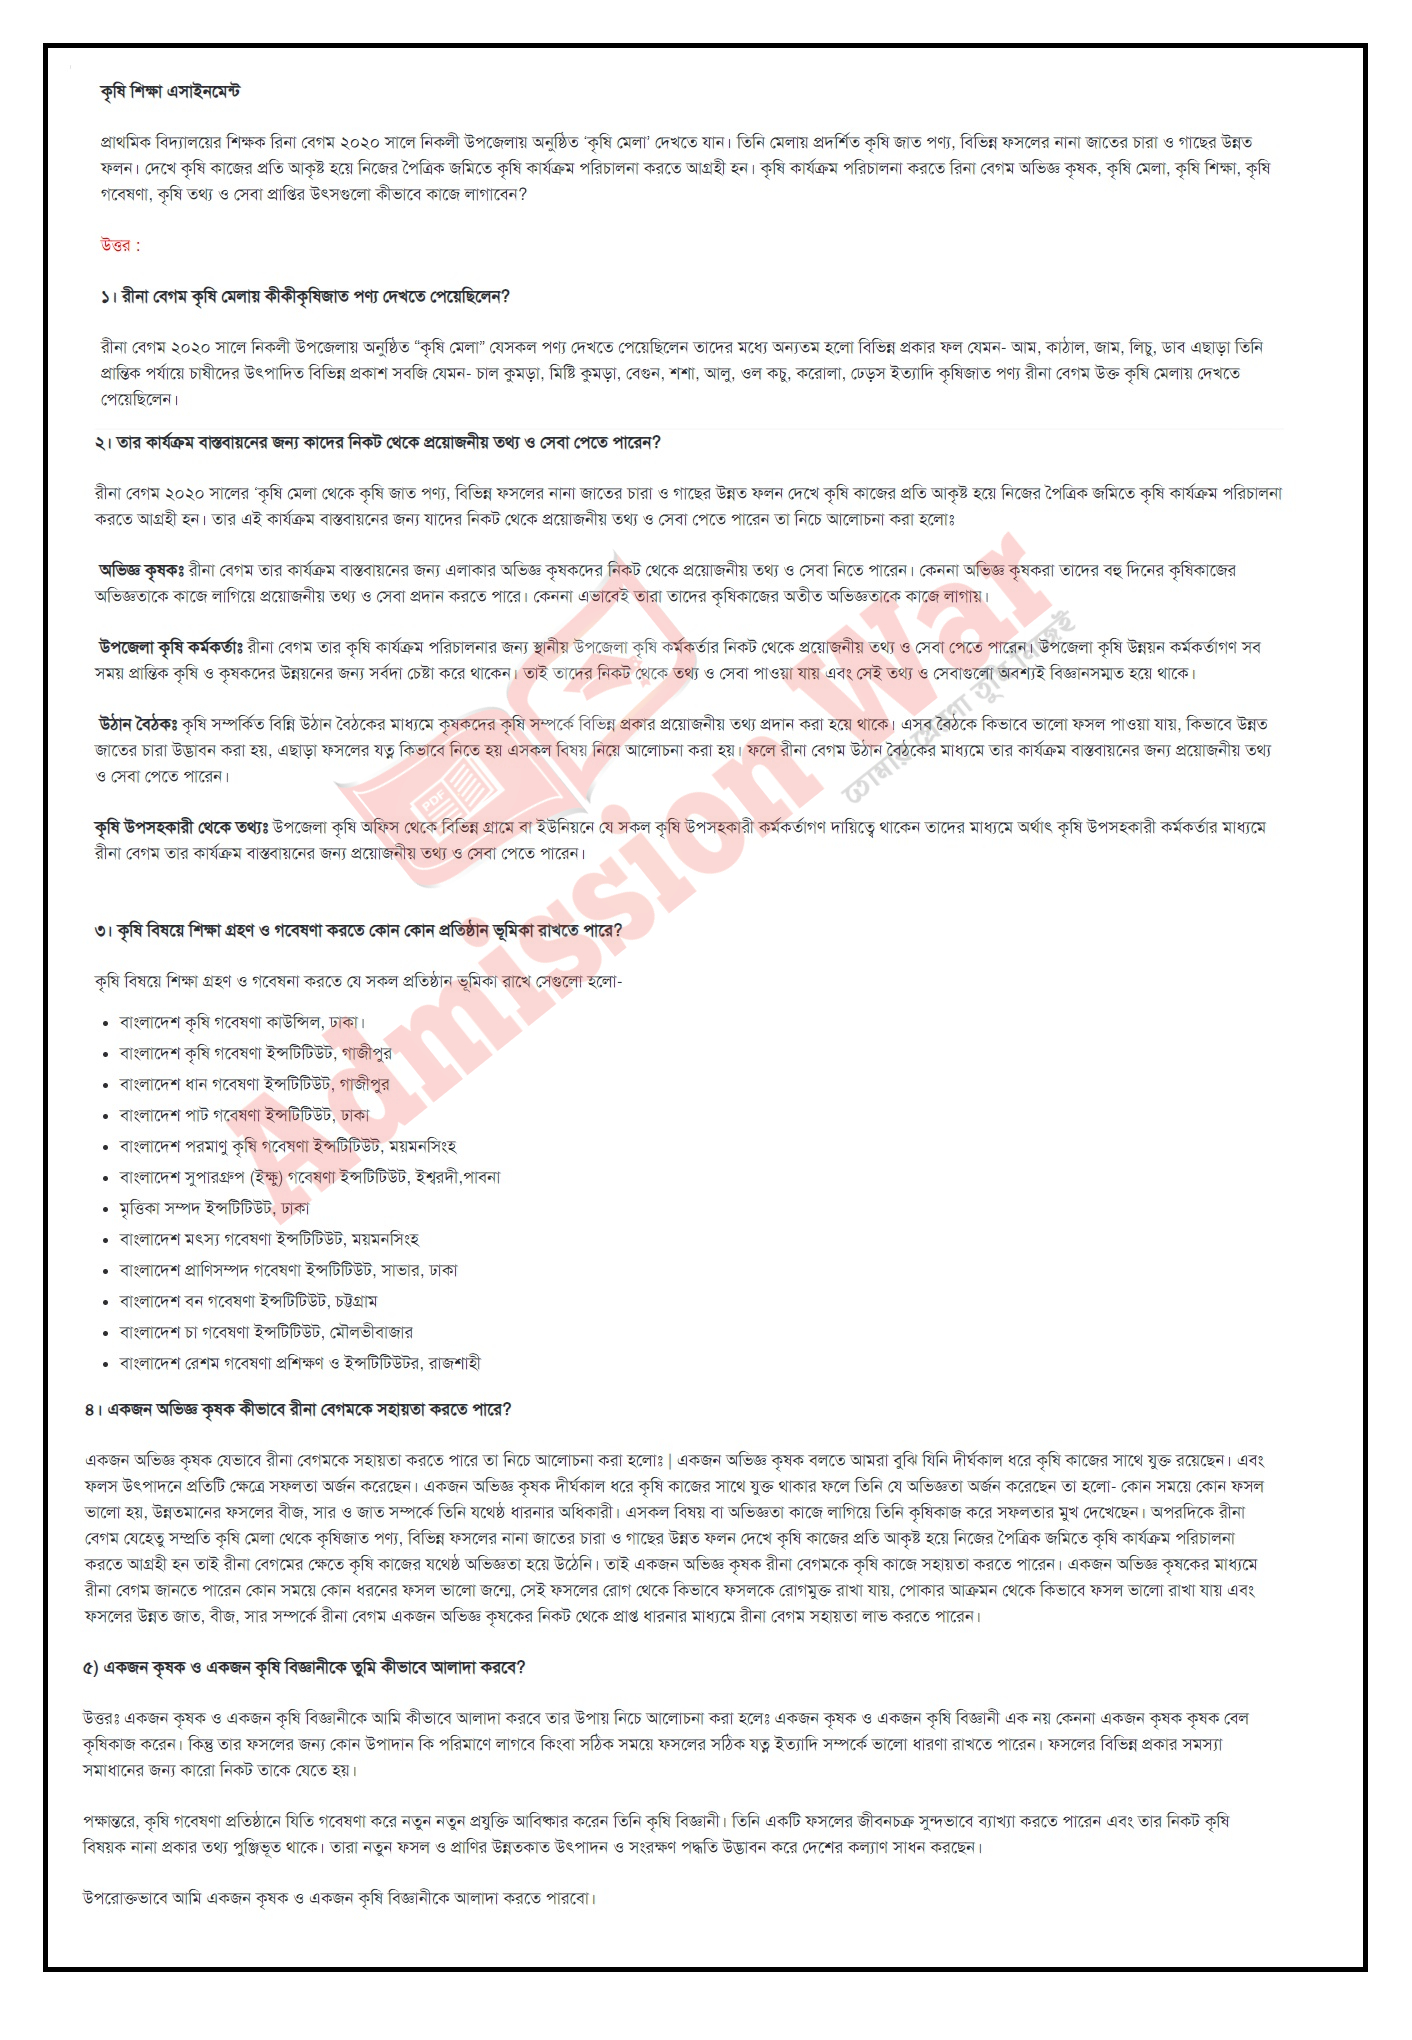 কৃষি শিক্ষা এসাইনমেন্ট
প্রাথমিক বিদ্যালয়ের শিক্ষক রিনা বেগম ২০২০ সালে নিকলী উপজেলায় অনুষ্ঠিত ‘কৃষি মেলা’ দেখতে যান। তিনি মেলায় প্রদর্শিত কৃষি জাত পণ্য, বিভিন্ন ফসলের নানা জাতের চারা ও গাছের উন্নত
ফলন। দেখে কৃষি কাজের প্রতি আকৃষ্ট হয়ে নিজের পৈত্রিক জমিতে কৃষি কার্যক্রম পরিচালনা করতে আগ্রহী হন। কৃষি কার্যক্রম পরিচালনা করতে রিনা বেগম অভিজ্ঞ কৃষক, কৃষি মেলা, কৃষি শিক্ষা, কৃষি
গবেষণা, কৃষি তথ্য ও সেবা প্রাপ্তির উৎসগুলো কীভাবে কাজে লাগাবেন?
উত্তর :
১। রীনা বেগম কৃষি মেলায় কীকীকৃষিজাত পণ্য দেখতে পেয়েছিলেন?
রীনা বেগম ২০২০ সালে নিকলী উপজেলায় অনুষ্ঠিত “কৃষি মেলা” যেসকল পণ্য দেখতে পেয়েছিলেন তাদের মধ্যে অন্যতম হলো বিভিন্ন প্রকার ফল যেমন- আম, কাঠাল, জাম, লিচু, ডাব এছাড়া তিনি
প্রান্তিক পর্যায়ে চাষীদের উৎপাদিত বিভিন্ন প্রকাশ সবজি যেমন- চাল কুমড়া, মিষ্টি কুমড়া, বেগুন, শশা, আলু, ওল কচু, করোলা, ঢেড়স ইত্যাদি কৃষিজাত পণ্য রীনা বেগম উক্ত কৃষি মেলায় দেখতে
পেয়েছিলেন।
২। তার কার্যক্রম বাস্তবায়নের জন্য কাদের নিকট থেকে প্রয়োজনীয় তথ্য ও সেবা পেতে পারেন?
রীনা বেগম ২০২০ সালের ‘কৃষি মেলা থেকে কৃষি জাত পণ্য, বিভিন্ন ফসলের নানা জাতের চারা ও গাছের উন্নত ফলন দেখে কৃষি কাজের প্রতি আকৃষ্ট হয়ে নিজের পৈত্রিক জমিতে কৃষি কার্যক্রম পরিচালনা
করতে আগ্রহী হন। তার এই কার্যক্রম বাস্তবায়নের জন্য যাদের নিকট থেকে প্রয়োজনীয় তথ্য ও সেবা পেতে পারেন তা নিচে আলোচনা করা হলোঃ
অভিজ্ঞ কৃষকঃ রীনা বেগম তার কার্যক্রম বাস্তবায়নের জন্য এলাকার অভিজ্ঞ কৃষকদের নিকট থেকে প্রয়োজনীয় তথ্য ও সেবা নিতে পারেন। কেননা অভিজ্ঞ কৃষকরা তাদের বহু দিনের কৃষিকাজের
অভিজ্ঞতাকে কাজে লাগিয়ে প্রয়োজনীয় তথ্য ও সেবা প্রদান করতে পারে। কেননা এভাবেই তারা তাদের কৃষিকাজের অতীত অভিজ্ঞতাকে কাজে লাগায়।
উপজেলা কৃষি কর্মকর্তাঃ রীনা বেগম তার কৃষি কার্যক্রম পরিচালনার জন্য স্থানীয় উপজেলা কৃষি কর্মকর্তার নিকট থেকে প্রয়োজনীয় তথ্য ও সেবা পেতে পারেন। উপজেলা কৃষি উন্নয়ন কর্মকর্তাগণ সব
সময় প্রান্তিক কৃষি ও কৃষকদের উন্নয়নের জন্য সর্বদা চেষ্টা করে থাকেন। তাই তাদের নিকট থেকে তথ্য ও সেবা পাওয়া যায় এবং সেই তথ্য ও সেবাগুলো অবশ্যই বিজ্ঞানসম্মত হয়ে থাকে।
উঠান বৈঠকঃ কৃষি সম্পর্কিত বিন্নি উঠান বৈঠকের মাধ্যমে কৃষকদের কৃষি সম্পর্কে বিভিন্ন প্রকার প্রয়োজনীয় তথ্য প্রদান করা হয়ে থাকে। এসব বৈঠকে কিভাবে ভালো ফসল পাওয়া যায়, কিভাবে উন্নত
জাতের চারা উদ্ভাবন করা হয়, এছাড়া ফসলের যত্ন কিভাবে নিতে হয় এসকল বিষয় নিয়ে আলোচনা করা হয়। ফলে রীনা বেগম উঠান বৈঠকের মাধ্যমে তার কার্যক্রম বাস্তবায়নের জন্য প্রয়োজনীয় তথ্য
ও সেবা পেতে পারেন।
কৃষি উপসহকারী থেকে তথ্যঃ উপজেলা কৃষি অফিস থেকে বিভিন্ন গ্রামে বা ইউনিয়নে যে সকল কৃষি উপসহকারী কর্মকর্তাগণ দায়িত্বে থাকেন তাদের মাধ্যমে অর্থাৎ কৃষি উপসহকারী কর্মকর্তার মাধ্যমে
রীনা বেগম তার কার্যক্রম বাস্তবায়নের জন্য প্রয়োজনীয় তথ্য ও সেবা পেতে পারেন।
৩। কৃষি বিষয়ে শিক্ষা গ্রহণ ও গবেষণা করতে কোন কোন প্রতিষ্ঠান ভূমিকা রাখতে পারে?
কৃষি বিষয়ে শিক্ষা গ্রহণ ও গবেষনা করতে যে সকল প্রতিষ্ঠান ভূমিকা রাখে সেগুলো হলো-
• বাংলাদেশ কৃষি গবেষণা কাউন্সিল, ঢাকা।
• বাংলাদেশ কৃষি গবেষণা ইন্সটিটিউট, গাজীপুর
• বাংলাদেশ ধান গবেষণা ইন্সটিটিউট, গাজীপুর
• বাংলাদেশ পাট গবেষণা ইন্সটিটিউট, ঢাকা
• বাংলাদেশ পরমাণু কৃষি গবেষণা ইন্সটিটিউট, ময়মনসিংহ
• বাংলাদেশ সুপারগ্রুপ (ইক্ষু) গবেষণা ইন্সটিটিউট, ইশ্বরদী,পাবনা
• মৃত্তিকা সম্পদ ইন্সটিটিউট, ঢাকা
• বাংলাদেশ মৎস্য গবেষণা ইন্সটিটিউট, ময়মনসিংহ
• বাংলাদেশ প্রাণিসম্পদ গবেষণা ইন্সটিটিউট, সাভার, ঢাকা
• বাংলাদেশ বন গবেষণা ইন্সটিটিউট, চট্টগ্রাম
• বাংলাদেশ চা গবেষণা ইন্সটিটিউট, মৌলভীবাজার
• বাংলাদেশ রেশম গবেষণা প্রশিক্ষণ ও ইন্সটিটিউটর, রাজশাহী
৪। একজন অভিজ্ঞ কৃষক কীভাবে রীনা বেগমকে সহায়তা করতে পারে?
একজন অভিজ্ঞ কৃষক যেভাবে রীনা বেগমকে সহায়তা করতে পারে তা নিচে আলোচনা করা হলোঃ | একজন অভিজ্ঞ কৃষক বলতে আমরা বুঝি যিনি দীর্ঘকাল ধরে কৃষি কাজের সাথে যুক্ত রয়েছেন। এবং
ফলস উৎপাদনে প্রতিটি ক্ষেত্রে সফলতা অর্জন করেছেন। একজন অভিজ্ঞ কৃষক দীর্ঘকাল ধরে কৃষি কাজের সাথে যুক্ত থাকার ফলে তিনি যে অভিজ্ঞতা অর্জন করেছেন তা হলো- কোন সময়ে কোন ফসল
ভালো হয়, উন্নতমানের ফসলের বীজ, সার ও জাত সম্পর্কে তিনি যথেষ্ঠ ধারনার অধিকারী। এসকল বিষয় বা অভিজ্ঞতা কাজে লাগিয়ে তিনি কৃষিকাজ করে সফলতার মুখ দেখেছেন। অপরদিকে রীনা
বেগম যেহেতু সম্প্রতি কৃষি মেলা থেকে কৃষিজাত পণ্য, বিভিন্ন ফসলের নানা জাতের চারা ও গাছের উন্নত ফলন দেখে কৃষি কাজের প্রতি আকৃষ্ট হয়ে নিজের পৈত্রিক জমিতে কৃষি কার্যক্রম পরিচালনা
করতে আগ্রহী হন তাই রীনা বেগমের ক্ষেতে কৃষি কাজের যথেষ্ঠ অভিজ্ঞতা হয়ে উঠেনি। তাই একজন অভিজ্ঞ কৃষক রীনা বেগমকে কৃষি কাজে সহায়তা করতে পারেন। একজন অভিজ্ঞ কৃষকের মাধ্যমে
রীনা বেগম জানতে পারেন কোন সময়ে কোন ধরনের ফসল ভালো জন্মে, সেই ফসলের রোগ থেকে কিভাবে ফসলকে রোগমুক্ত রাখা যায়, পোকার আক্রমন থেকে কিভাবে ফসল ভালো রাখা যায় এবং
ফসলের উন্নত জাত, বীজ, সার সম্পর্কে রীনা বেগম একজন অভিজ্ঞ কৃষকের নিকট থেকে প্রাপ্ত ধারনার মাধ্যমে রীনা বেগম সহায়তা লাভ করতে পারেন।
৫) একজন কৃষক ও একজন কৃষি বিজ্ঞানীকে তুমি কীভাবে আলাদা করবে?
উত্তরঃ একজন কৃষক ও একজন কৃষি বিজ্ঞানীকে আমি কীভাবে আলাদা করবে তার উপায় নিচে আলোচনা করা হলেঃ একজন কৃষক ও একজন কৃষি বিজ্ঞানী এক নয় কেননা একজন কৃষক কৃষক বেল
কৃষিকাজ করেন। কিন্তু তার ফসলের জন্য কোন উপাদান কি পরিমাণে লাগবে কিংবা সঠিক সময়ে ফসলের সঠিক যত্ন ইত্যাদি সম্পর্কে ভালো ধারণা রাখতে পারেন। ফসলের বিভিন্ন প্রকার সমস্যা
সমাধানের জন্য কারো নিকট তাকে যেতে হয়।
পক্ষান্তরে, কৃষি গবেষণা প্রতিষ্ঠানে যিতি গবেষণা করে নতুন নতুন প্রযুক্তি আবিষ্কার করেন তিনি কৃষি বিজ্ঞানী। তিনি একটি ফসলের জীবনচক্র সুন্দভাবে ব্যাখ্যা করতে পারেন এবং তার নিকট কৃষি
বিষয়ক নানা প্রকার তথ্য পুঞ্জিভূত থাকে। তারা নতুন ফসল ও প্রাণির উন্নতকাত উৎপাদন ও সংরক্ষণ পদ্ধতি উদ্ভাবন করে দেশের কল্যাণ সাধন করছেন।
উপরোক্তভাবে আমি একজন কৃষক ও একজন কৃষি বিজ্ঞানীকে আলাদা করতে পারবো।
PDF
Admission War
তোমার প্রেরণা তুমি নিজেই